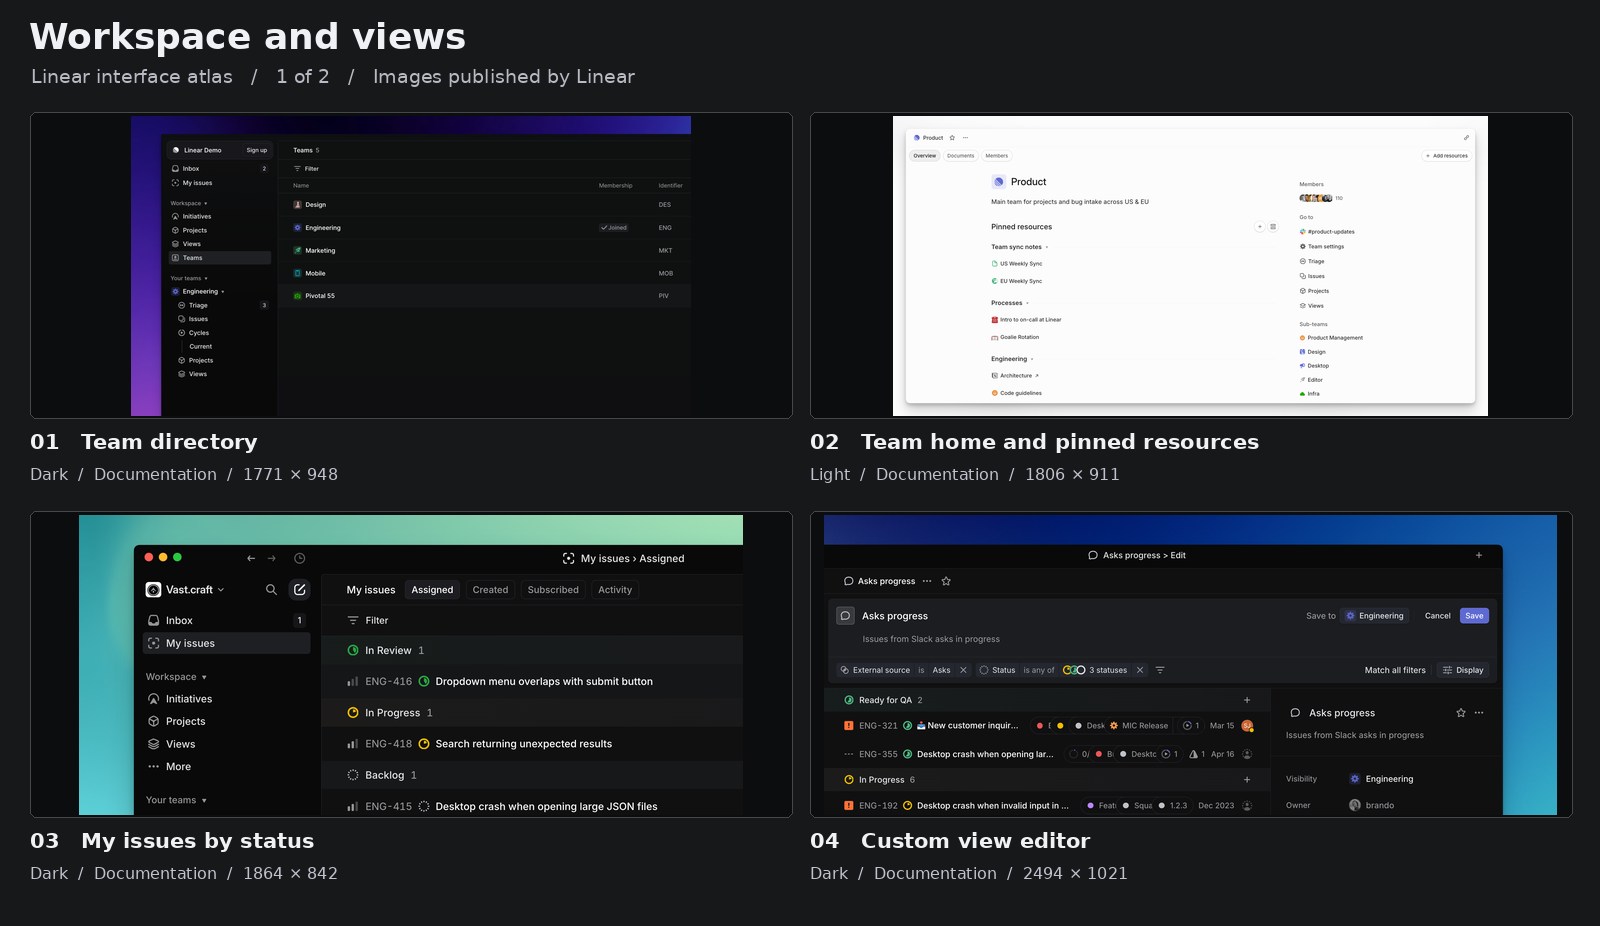 Workspace and views
Linear interface atlas / 1 of 2 / Images published by Linear
Linear Demo Sign up
Inbox 2
My issues
Workspace
Initiatives
Projects
Views
Teams
Your teams
Engineering
Triage 3
Issues
Cycles
Current
Projects
Views
Teams 5
Filter
Name Membership Identifier
Design DES
Engineering Joined ENG
Marketing MKT
Mobile MOB
Pivotal 55 PIV
01 Team directory
Dark / Documentation / 1771 × 948
Product
Overview Documents Members + Add resources
Product
Main team for projects and bug intake across US & EU
Pinned resources
Team sync notes
US Weekly Sync
EU Weekly Sync
Processes
Intro to on-call at Linear
Goalie Rotation
Engineering
Architecture
Code guidelines
Members
110
Go to
#product-updates
Team settings
Triage
Issues
Projects
Views
Sub-teams
Product Management
Design
Desktop
Editor
Infra
02 Team home and pinned resources
Light / Documentation / 1806 × 911
My issues › Assigned
Vast.craft
Inbox 1
My issues
Workspace
Initiatives
Projects
Views
More
Your teams
My issues Assigned Created Subscribed Activity
Filter
In Review 1
ENG-416 Dropdown menu overlaps with submit button
In Progress 1
ENG-418 Search returning unexpected results
Backlog 1
ENG-415 Desktop crash when opening large JSON files
03 My issues by status
Dark / Documentation / 1864 × 842
Asks progress > Edit
Asks progress
Asks progress Save to Engineering Cancel Save
Issues from Slack asks in progress
External source is Asks Status is any of 3 statuses Match all filters Display
Ready for QA 2
ENG-321 New customer inquir... Desk MIC Release 1 Mar 15
ENG-355 Desktop crash when opening lar... 0/ Desktc 1 1 Apr 16
In Progress 6
ENG-192 Desktop crash when invalid input in ... Feat Squa 1.2.3 Dec 2023
Asks progress
Issues from Slack asks in progress
Visibility Engineering
Owner brando
04 Custom view editor
Dark / Documentation / 2494 × 1021